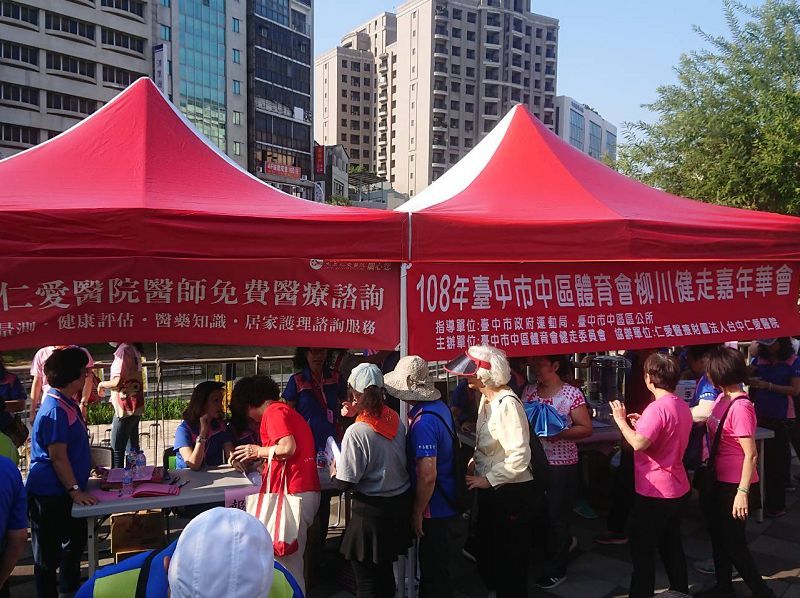 仁愛醫院醫師免費醫療諮詢
量測‧健康評估‧醫藥知識‧居家護理諮詢服務
108年臺中市中區體育會柳川健走嘉年華會
指導單位:臺中市政府運動局．臺中市中區公所
主辦單位:臺中市中區體育會健走委員會 協辦單位:仁愛醫療財團法人台中仁愛醫院